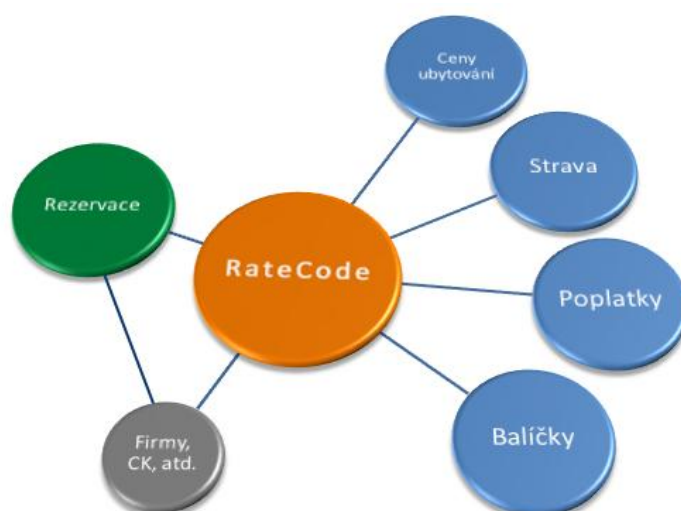 Ceny
ubytování
Strava
Rezervace
RateCode
Poplatky
Balíčky
Firmy,
CK, atd.